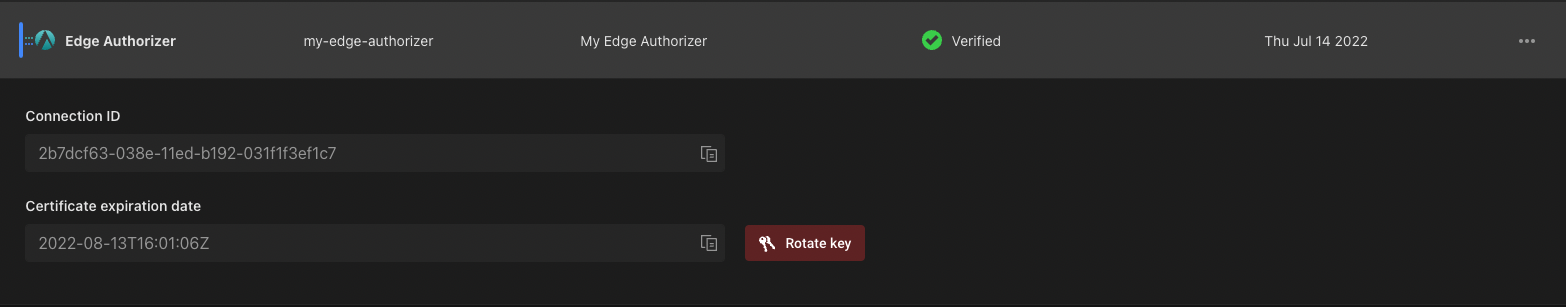 Edge Authorizer my-edge-authorizer My Edge Authorizer Verified Thu Jul 14 2022
Connection ID
2b7dcf63-038e-11ed-b192-031f1f3ef1c7
Certificate expiration date
2022-08-13T16:01:06Z Rotate key